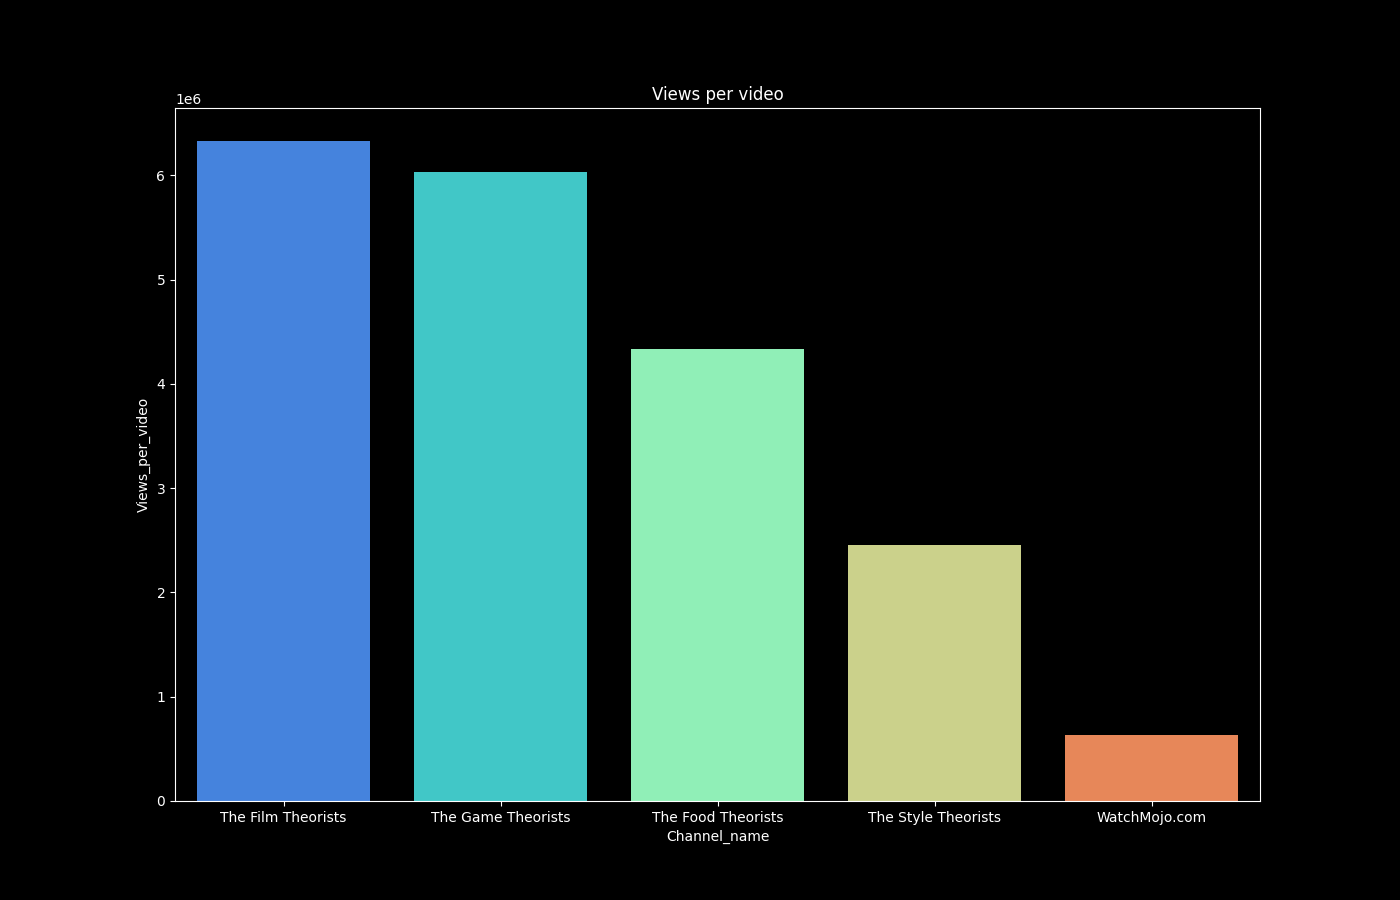 Views per video
1e6
6
5
4
3
2
1
0
Views_per_video
The Film Theorists
The Game Theorists
The Food Theorists
The Style Theorists
WatchMojo.com
Channel_name